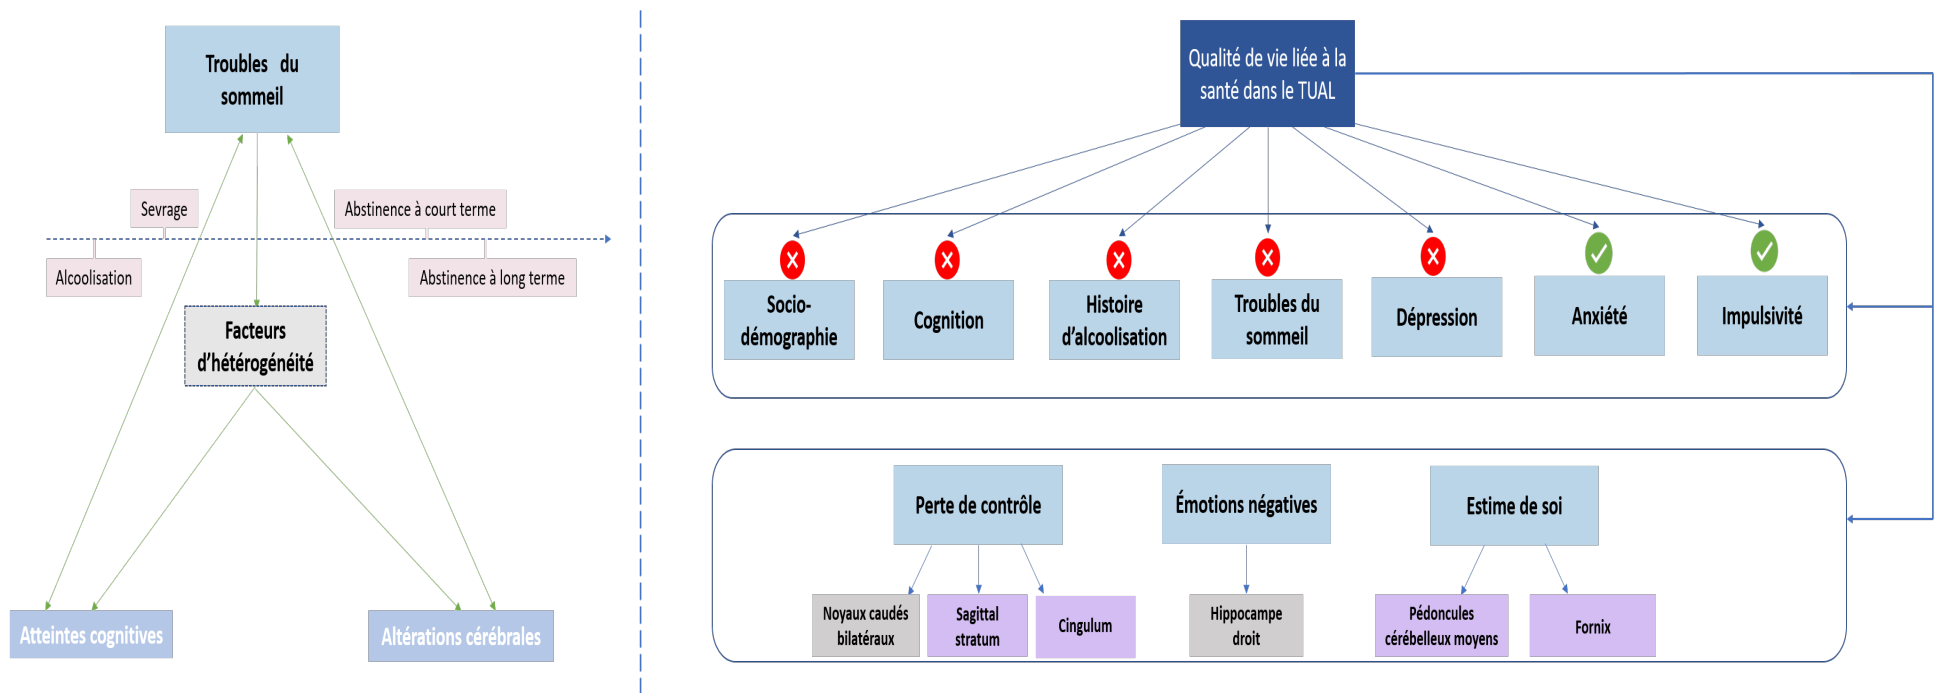 Troubles du
sommeil
Sevrage
Abstinence à court terme
Alcoolisation
Abstinence à long terme
Facteurs
d'hétérogénéité
Atteintes cognitives
Altérations cérébrales
Qualité de vie liée à la
santé dans le TUAL
Socio-
démographie
Cognition
Histoire
d'alcoolisation
Troubles du
sommeil
Dépression
Anxiété
Impulsivité
Perte de contrôle
Émotions négatives
Estime de soi
Noyaux caudés
bilatéraux
Sagittal
stratum
Cingulum
Hippocampe
droit
Pédoncules
cérébelleux moyens
Fornix